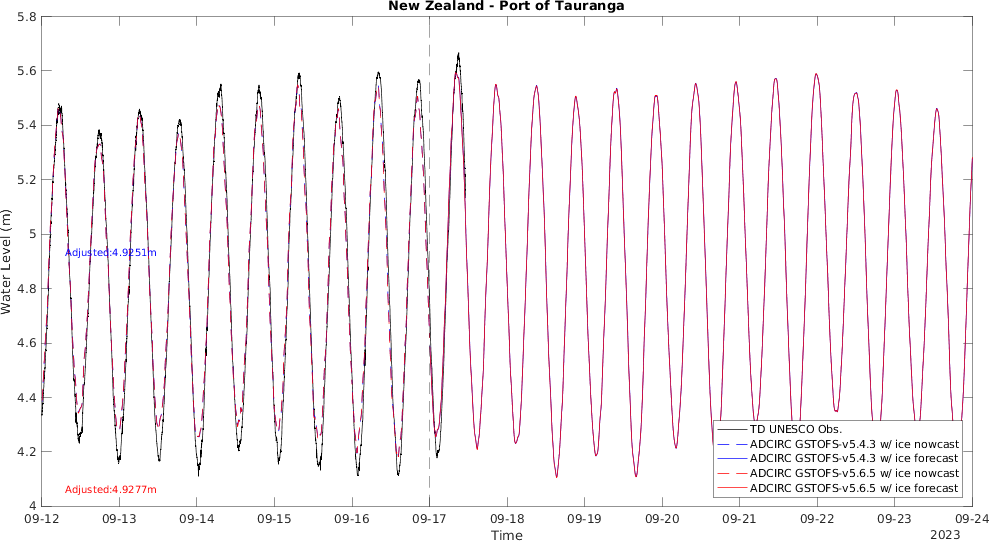 New Zealand - Port of Tauranga
5.8
5.6
5.4
5.2
5
4.8
4.6
4.4
4.2
4
Water Level (m)
Adjusted:4.9251m
Adjusted:4.9277m
TD UNESCO Obs.
ADCIRC GSTOFS-v5.4.3 w/ ice nowcast
ADCIRC GSTOFS-v5.4.3 w/ ice forecast
ADCIRC GSTOFS-v5.6.5 w/ ice nowcast
ADCIRC GSTOFS-v5.6.5 w/ ice forecast
09-12 09-13 09-14 09-15 09-16 09-17 09-18 09-19 09-20 09-21 09-22 09-23 09-24
Time
2023